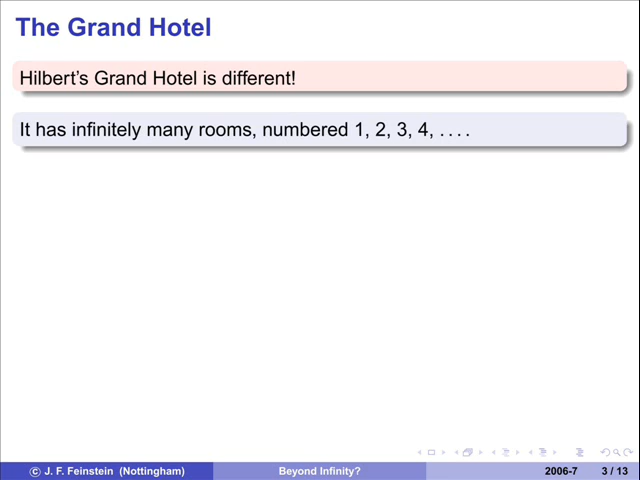 The Grand Hotel
Hilbert's Grand Hotel is different!
It has infinitely many rooms, numbered 1, 2, 3, 4, . . . .
© J. F. Feinstein (Nottingham) Beyond Infinity? 2006-7 3 / 13